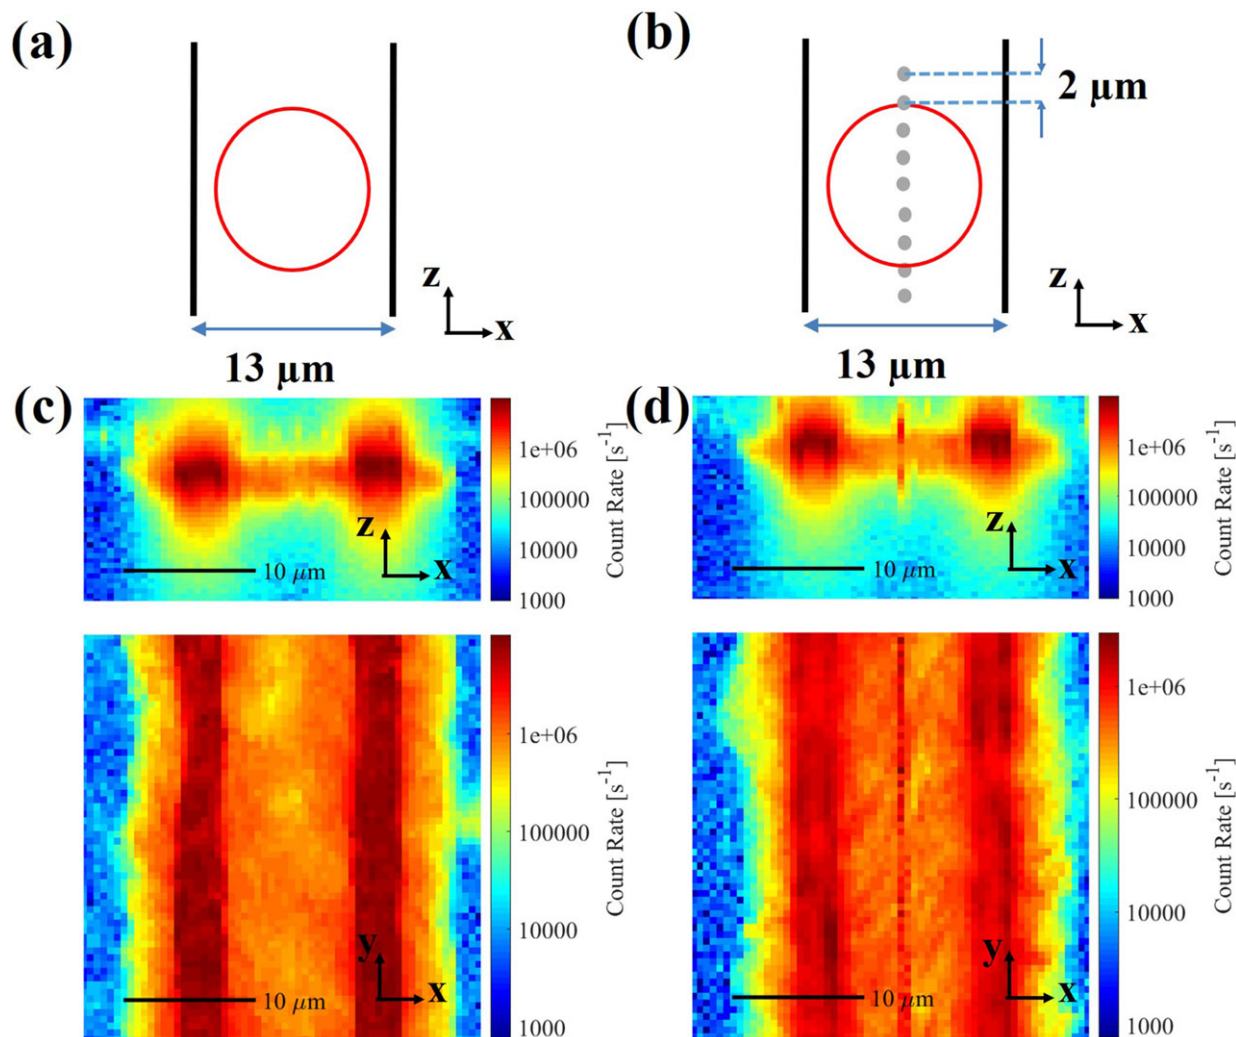 (a)
z
x
13 μm
(b)
2 μm
z
x
13 μm
(c)
z
x
10 μm
1e+06
100000
10000
1000
Count Rate [s⁻¹]
(d)
z
x
10 μm
1e+06
100000
10000
1000
Count Rate [s⁻¹]
y
x
10 μm
1e+06
100000
10000
1000
Count Rate [s⁻¹]
y
x
10 μm
1e+06
100000
10000
1000
Count Rate [s⁻¹]